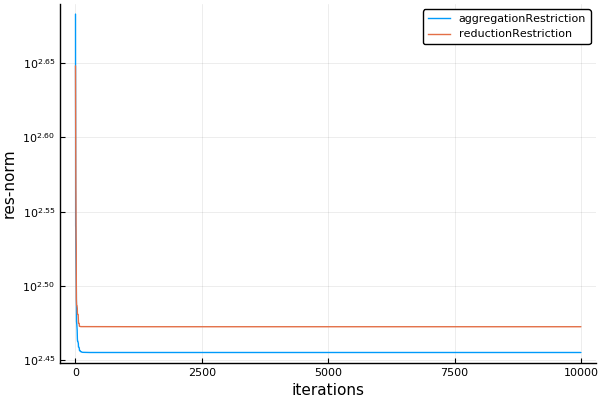 aggregationRestriction
reductionRestriction
10^2.65
10^2.60
10^2.55
10^2.50
10^2.45
res-norm
0 2500 5000 7500 10000
iterations